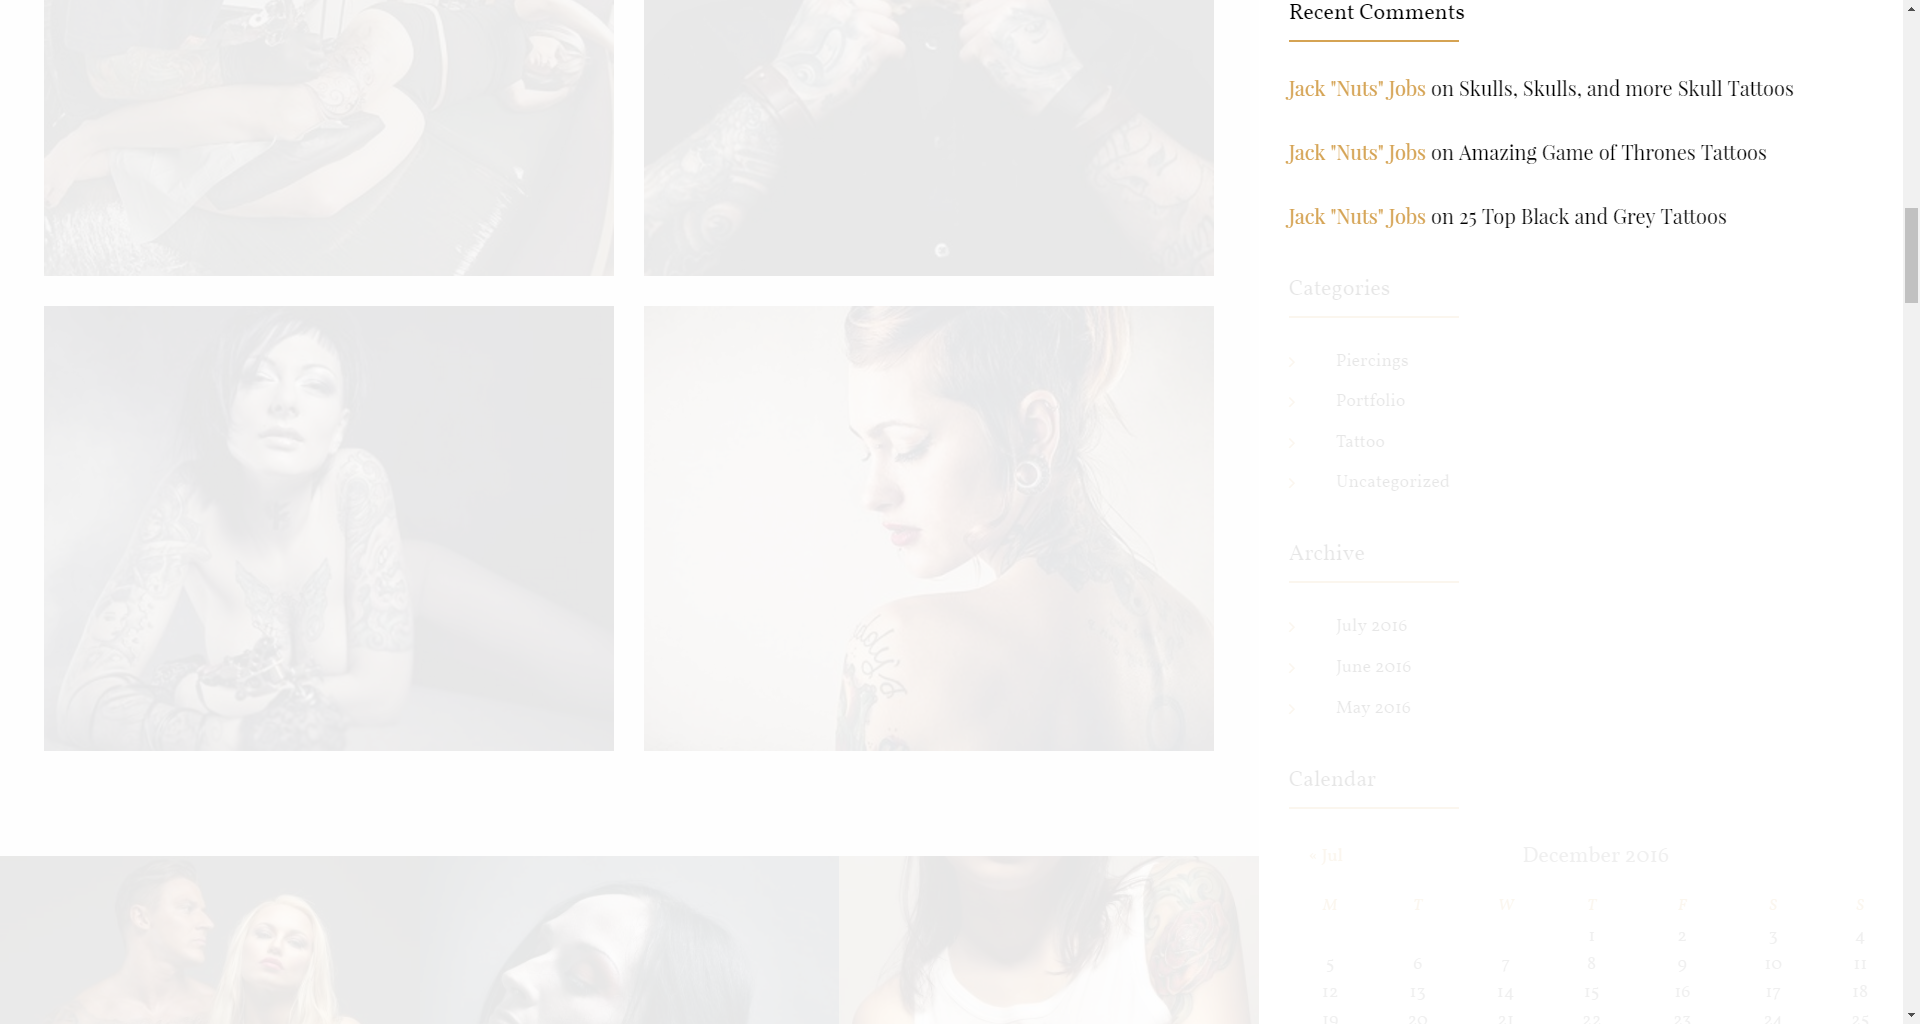 Recent Comments
Jack "Nuts" Jobs on Skulls, Skulls, and more Skull Tattoos
Jack "Nuts" Jobs on Amazing Game of Thrones Tattoos
Jack "Nuts" Jobs on 25 Top Black and Grey Tattoos
Categories
Piercings
Portfolio
Tattoo
Uncategorized
Archive
July 2016
June 2016
May 2016
Calendar
« Jul December 2016
M T W T F S S
1 2 3 4
5 6 7 8 9 10 11
12 13 14 15 16 17 18
19 20 21 22 23 24 25